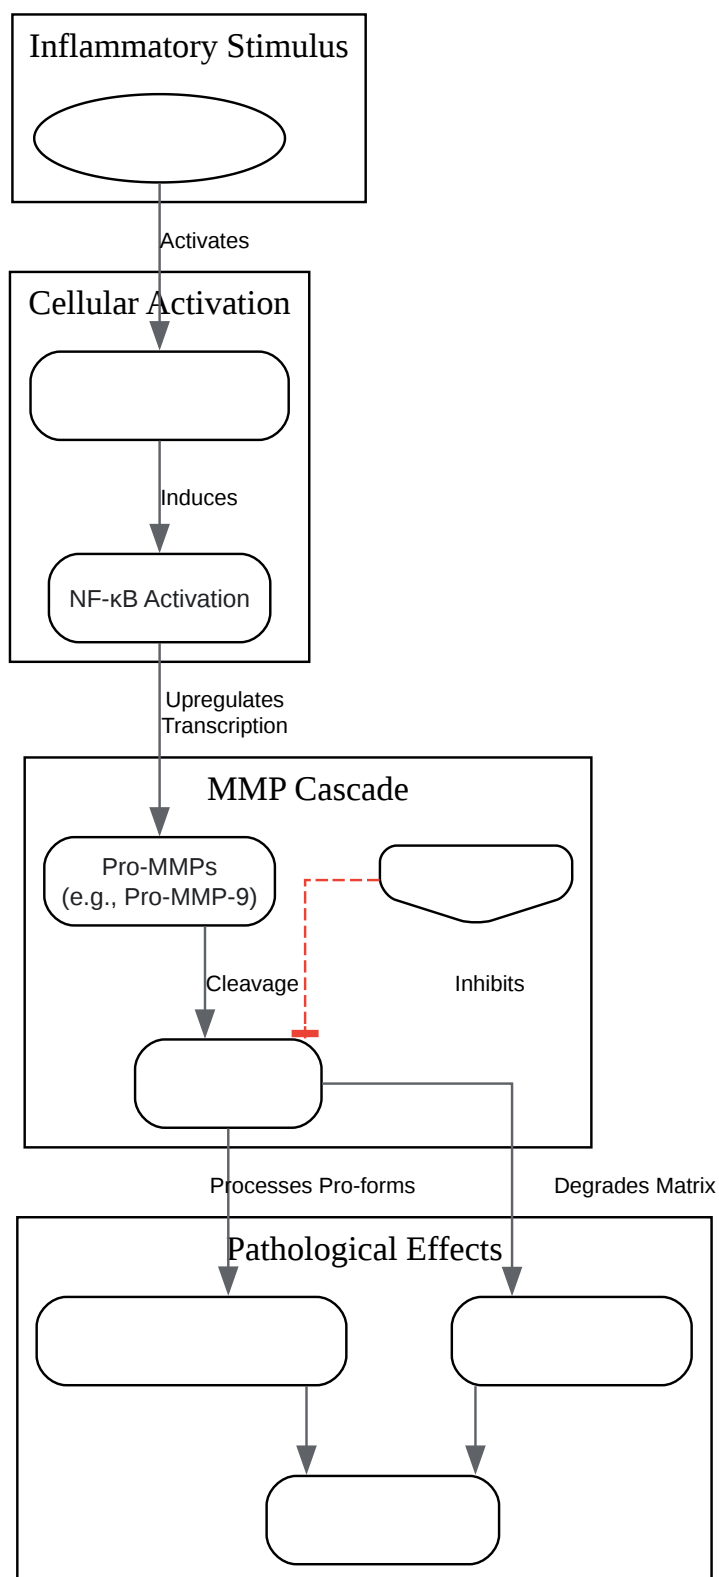 Inflammatory Stimulus
Activates
Cellular Activation
Induces
NF-κB Activation
Upregulates
Transcription
MMP Cascade
Pro-MMPs
(e.g., Pro-MMP-9)
Cleavage
Inhibits
Processes Pro-forms
Degrades Matrix
Pathological Effects